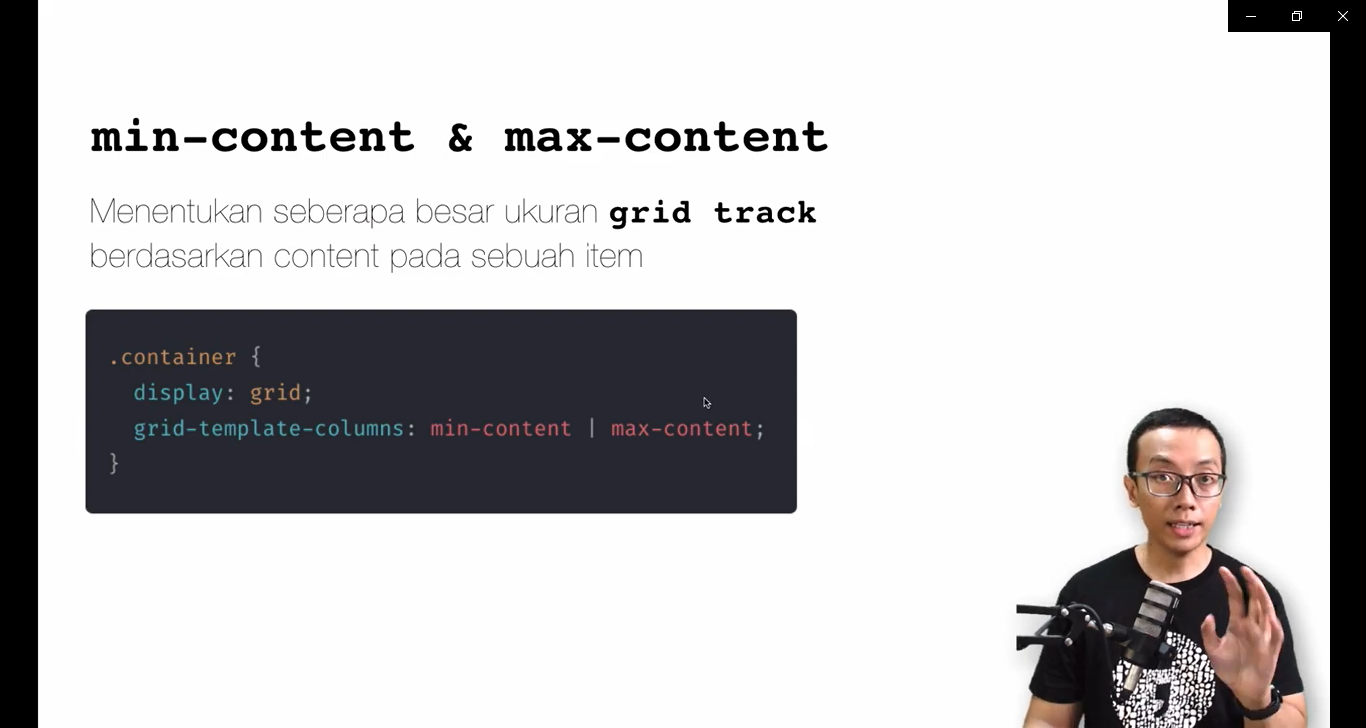 min-content & max-content
Menentukan seberapa besar ukuran grid track
berdasarkan content pada sebuah item
.container {
display: grid;
grid-template-columns: min-content | max-content;
}